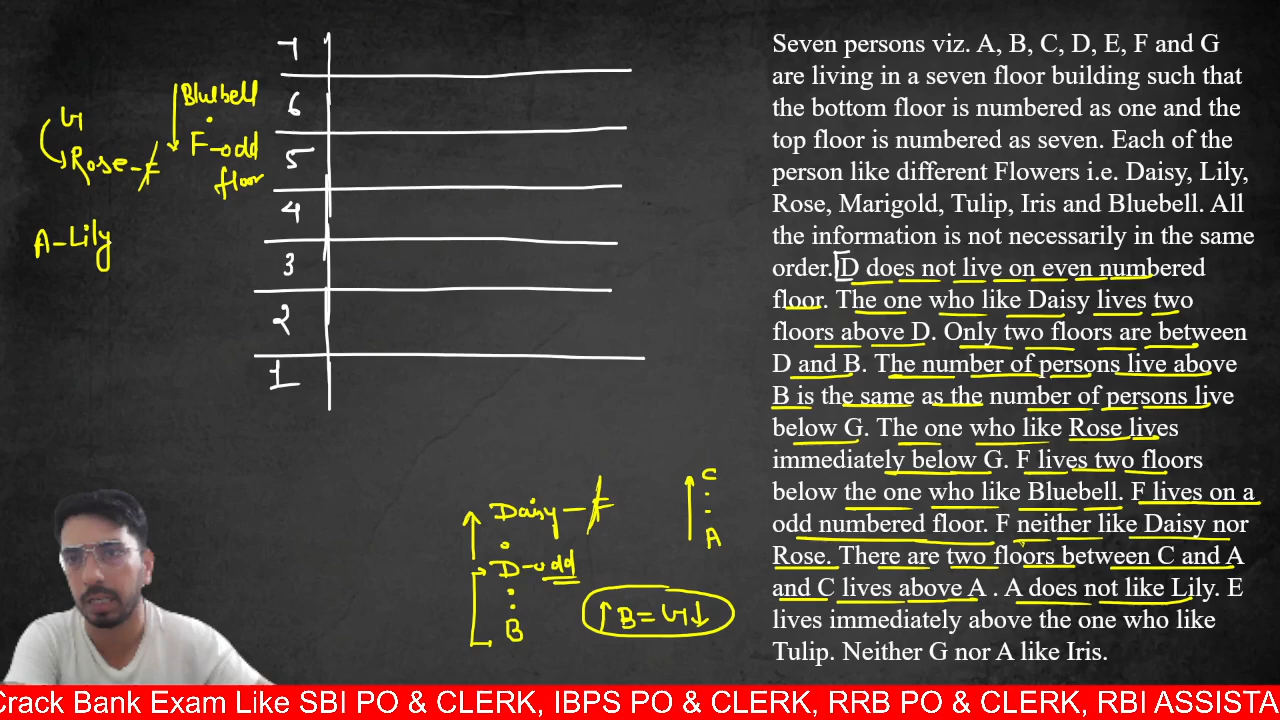 7
6
5
4
3
2
1
G
Rose-F
A-Lily
Bluebell
F-odd
floor
Daisy-F
D-odd
B
↑B=G↓
C
A
Seven persons viz. A, B, C, D, E, F and G
are living in a seven floor building such that
the bottom floor is numbered as one and the
top floor is numbered as seven. Each of the
person like different Flowers i.e. Daisy, Lily,
Rose, Marigold, Tulip, Iris and Bluebell. All
the information is not necessarily in the same
order. D does not live on even numbered
floor. The one who like Daisy lives two
floors above D. Only two floors are between
D and B. The number of persons live above
B is the same as the number of persons live
below G. The one who like Rose lives
immediately below G. F lives two floors
below the one who like Bluebell. F lives on a
odd numbered floor. F neither like Daisy nor
Rose. There are two floors between C and A
and C lives above A . A does not like Lily. E
lives immediately above the one who like
Tulip. Neither G nor A like Iris.
Crack Bank Exam Like SBI PO & CLERK, IBPS PO & CLERK, RRB PO & CLERK, RBI ASSISTA